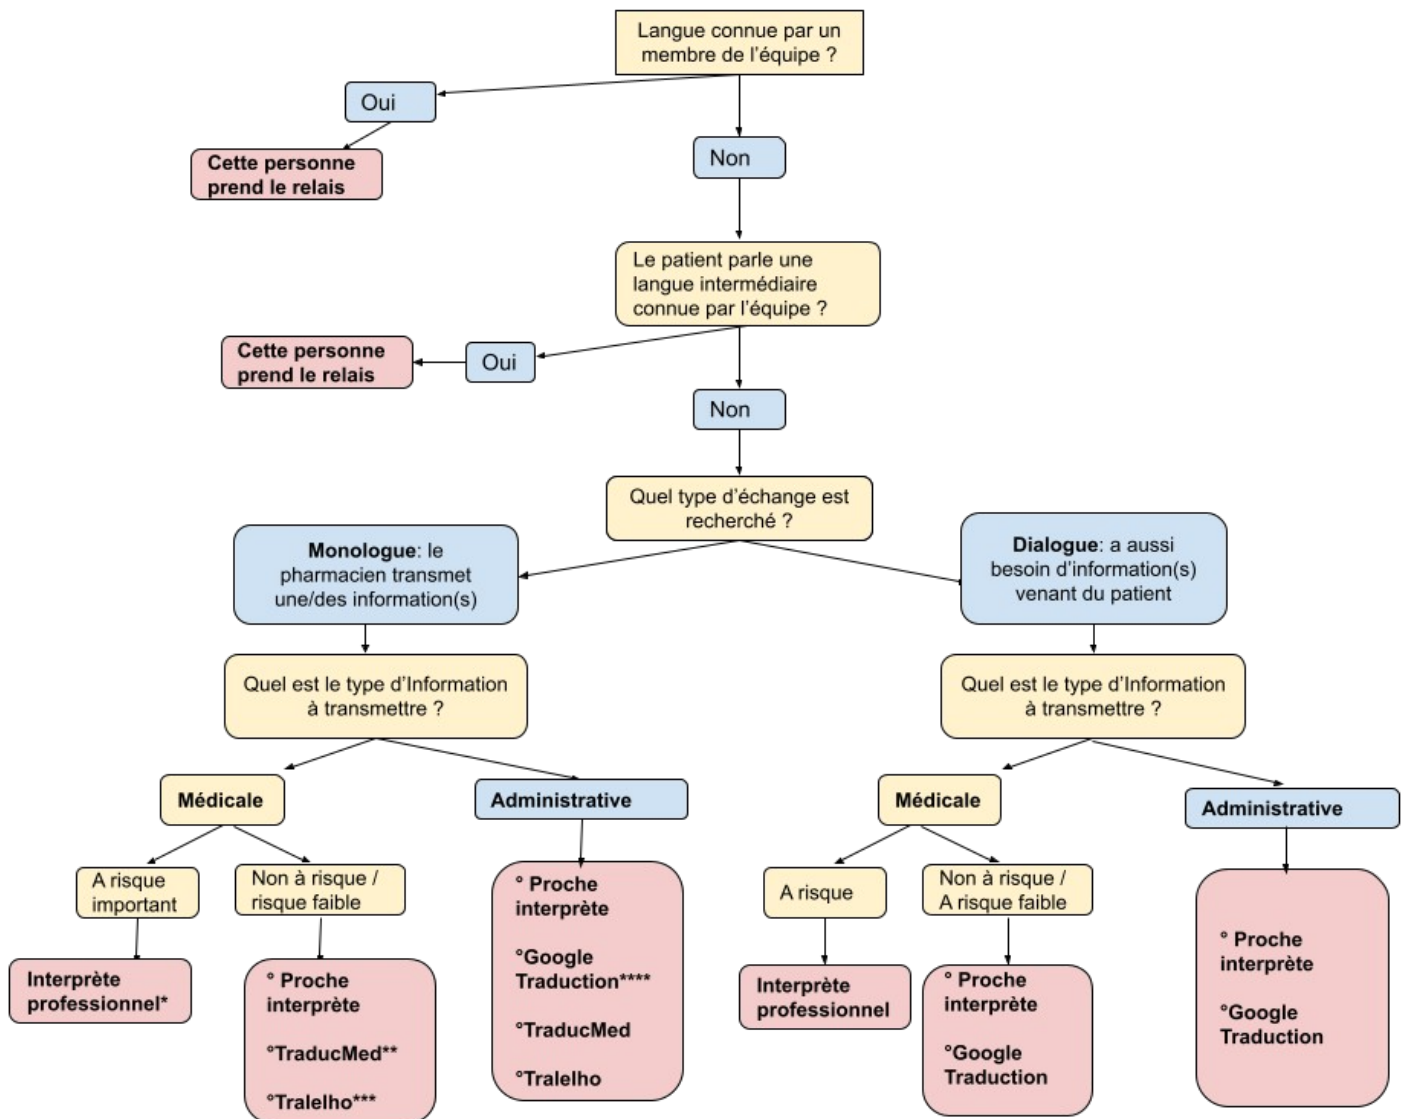 Langue connue par un
membre de l'équipe ?
Oui
Cette personne
prend le relais
Non
Le patient parle une
langue intermédiaire
connue par l'équipe ?
Cette personne
prend le relais
Oui
Non
Quel type d'échange est
recherché ?
Monologue: le
pharmacien transmet
une/des information(s)
Dialogue: a aussi
besoin d'information(s)
venant du patient
Quel est le type d'Information
à transmettre ?
Quel est le type d'Information
à transmettre ?
Médicale
Administrative
Médicale
Administrative
A risque
important
Non à risque /
risque faible
° Proche
interprète
°Google
Traduction****
°TraducMed
°Tralelho
A risque
Non à risque /
A risque faible
° Proche
interprète
°Google
Traduction
Interprète
professionnel*
° Proche
interprète
°TraducMed**
°Tralelho***
Interprète
professionnel
° Proche
interprète
°Google
Traduction